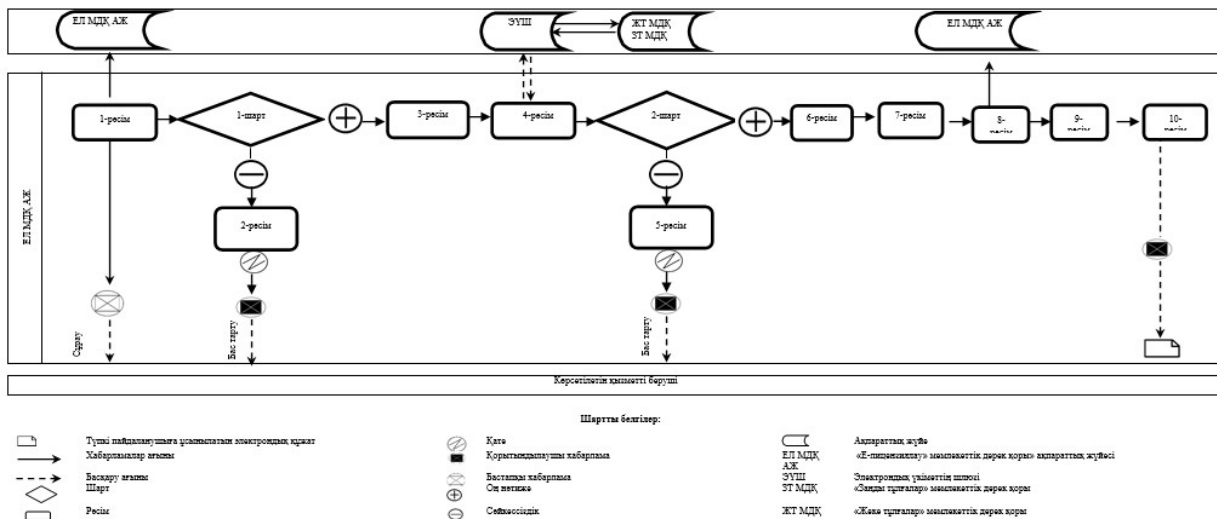 ЕЛ МДҚ АЖ
ЭҮШ
ЖТ МДҚ
ЗТ МДҚ
ЕЛ МДҚ АЖ
ЕЛ МДҚ АЖ
1-рәсім
1-шарт
3-рәсім
4-рәсім
2-шарт
6-рәсім
7-рәсім
8-
рәсім
9-
рәсім
10-
рәсім
2-рәсім
5-рәсім
Сұрау
Бас тарту
Бас тарту
Көрсетілетін қызметті беруші
Шартты белгілер:
Түпкі пайдаланушыға ұсынылатын электрондық құжат
Хабарламалар ағыны
Басқару ағыны
Шарт
Рәсім
Қате
Қорытындылаушы хабарлама
Бастапқы хабарлама
Оң нәтиже
Сәйкессіздік
Ақпараттық жүйе
ЕЛ МДҚ АЖ «Е-лицензиялау» мемлекеттік дерек қоры» ақпараттық жүйесі
ЭҮШ Электрондық үкіметтің шлюзі
ЗТ МДҚ «Заңды тұлғалар» мемлекеттік дерек қоры
ЖТ МДҚ «Жеке тұлғалар» мемлекеттік дерек қоры